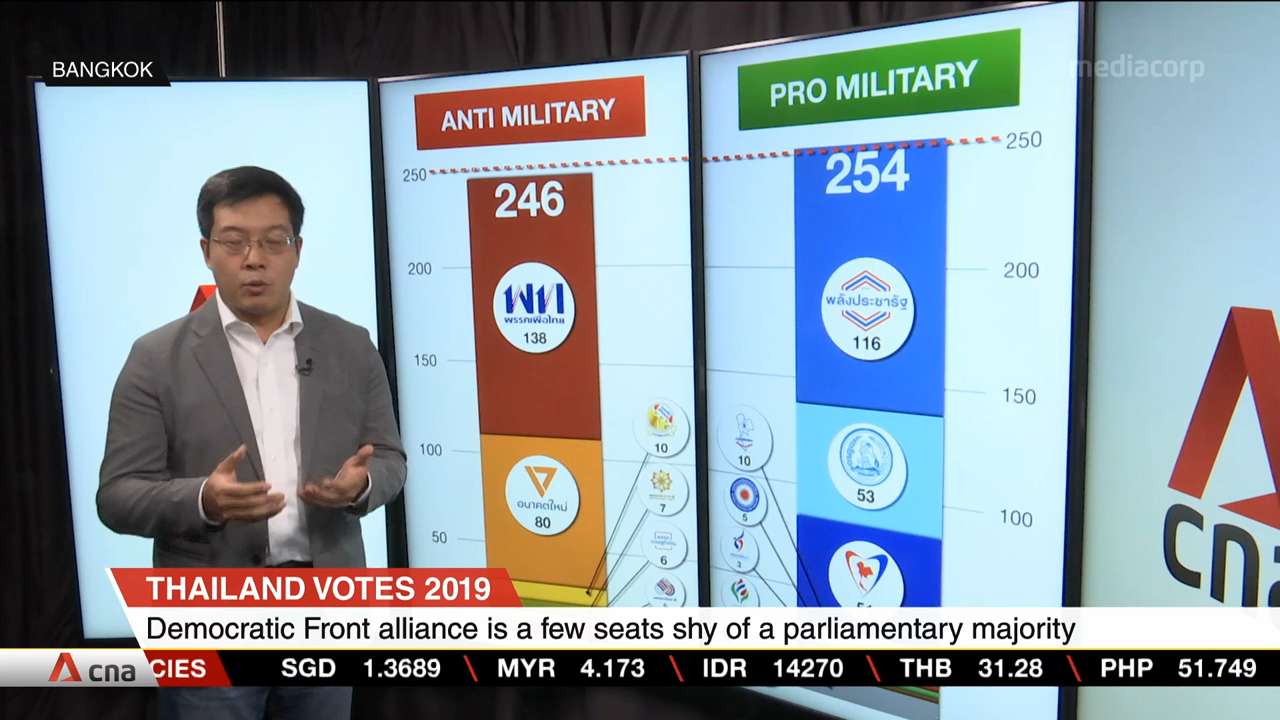 BANGKOK
mediacorp
ANTI MILITARY
PRO MILITARY
250
250
246
254
200
200
พท
พรรคเพื่อไทย
138
พลังประชารัฐ
116
150
150
100
100
อนาคตใหม่
80
10
7
6
10
5
3
53
50
cna
THAILAND VOTES 2019
Democratic Front alliance is a few seats shy of a parliamentary majority
cna
CIES SGD 1.3689 MYR 4.173 IDR 14270 THB 31.28 PHP 51.749